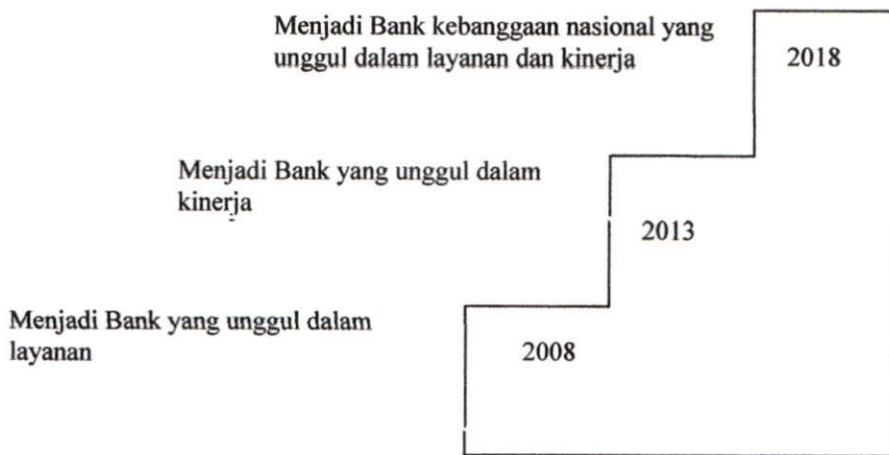 Menjadi Bank kebanggaan nasional yang
unggul dalam layanan dan kinerja
2018
Menjadi Bank yang unggul dalam
kinerja
2013
Menjadi Bank yang unggul dalam
layanan
2008